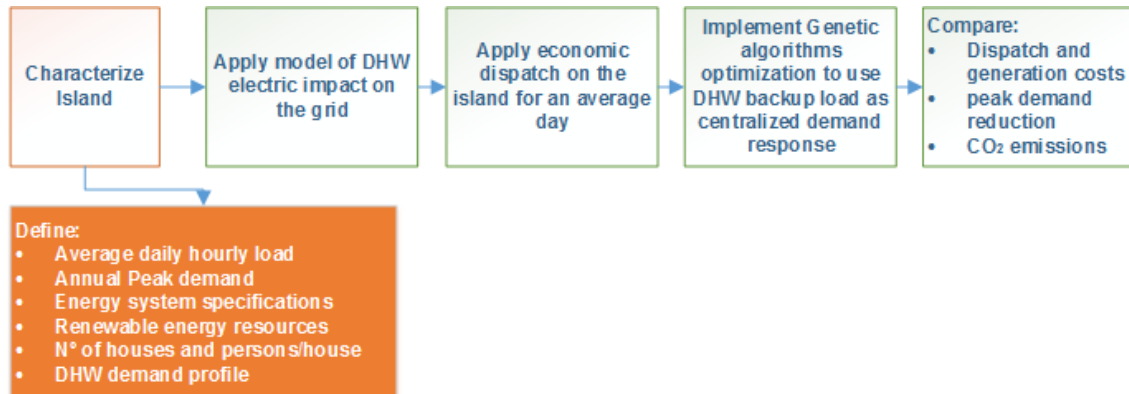 Characterize
Island
Apply model of DHW
electric impact on
the grid
Apply economic
dispatch on the
island for an average
day
Implement Genetic
algorithms
optimization to use
DHW backup load as
centralized demand
response
Compare:
• Dispatch and
generation costs
• peak demand
reduction
• CO₂ emissions
Define:
• Average daily hourly load
• Annual Peak demand
• Energy system specifications
• Renewable energy resources
• N° of houses and persons/house
• DHW demand profile